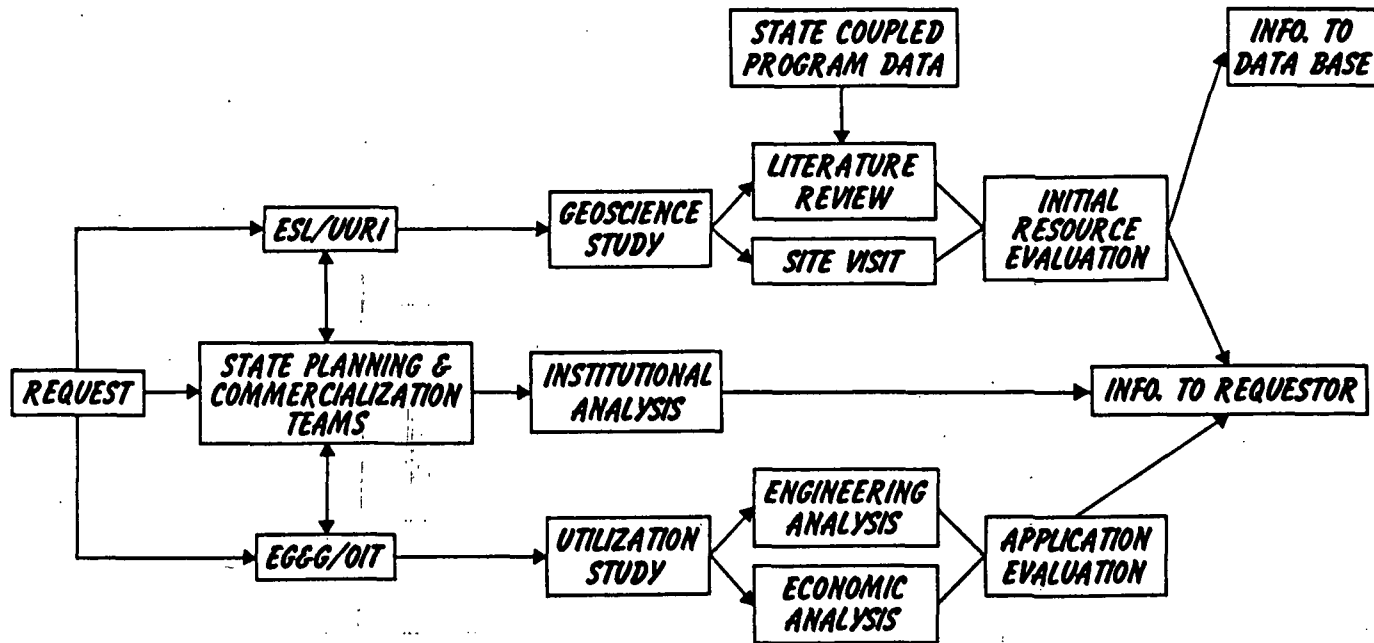 STATE COUPLED
PROGRAM DATA
INFO. TO
DATA BASE
LITERATURE
REVIEW
ESL/UURI
GEOSCIENCE
STUDY
SITE VISIT
INITIAL
RESOURCE
EVALUATION
REQUEST
STATE PLANNING &
COMMERCIALIZATION
TEAMS
INSTITUTIONAL
ANALYSIS
INFO. TO REQUESTOR
EG&G/OIT
UTILIZATION
STUDY
ENGINEERING
ANALYSIS
ECONOMIC
ANALYSIS
APPLICATION
EVALUATION